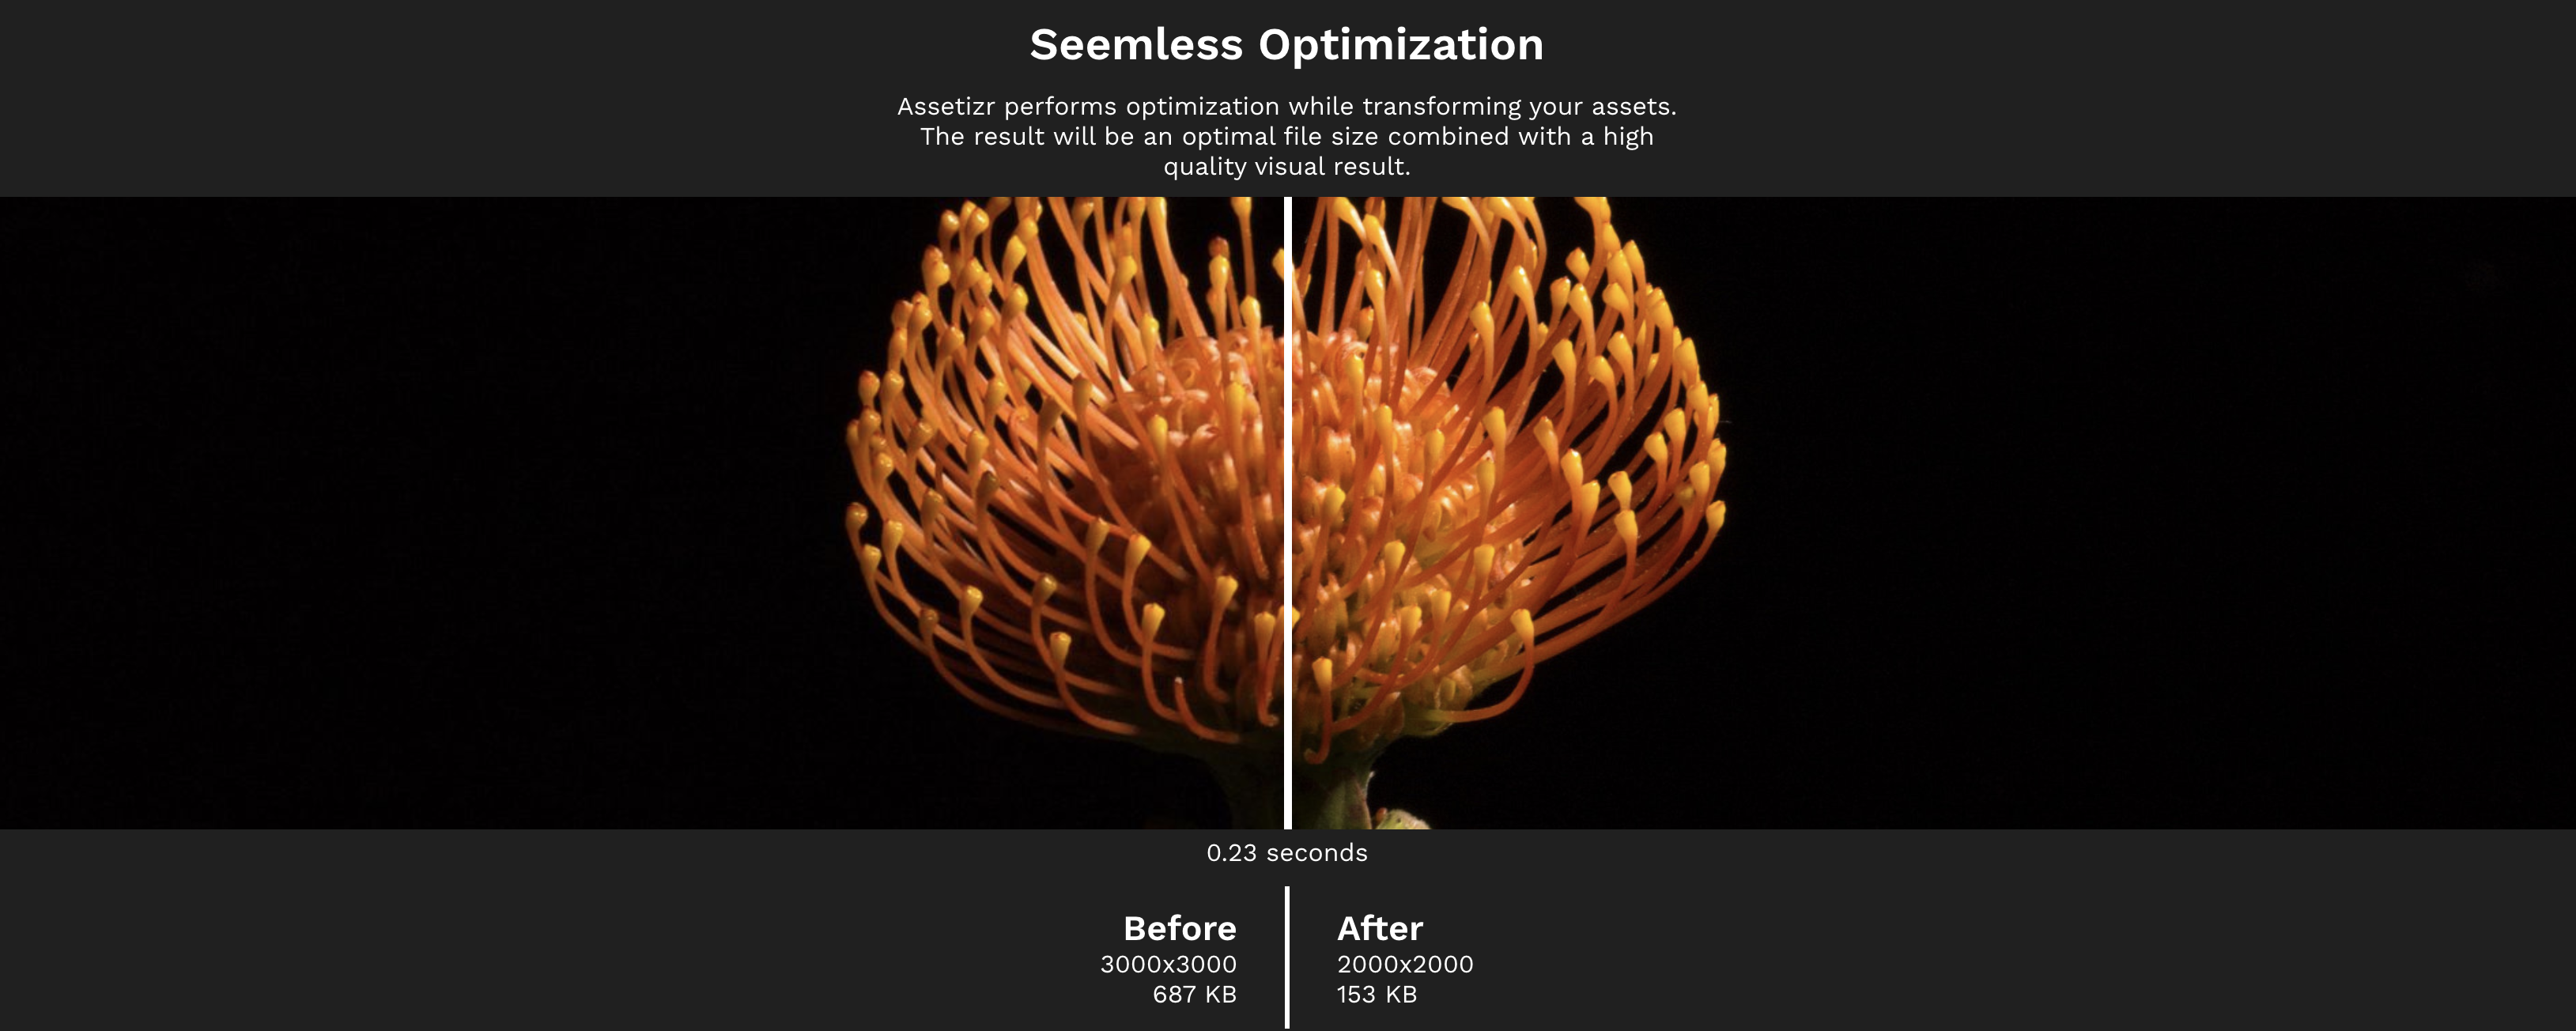 Seemless Optimization
Assetizr performs optimization while transforming your assets.
The result will be an optimal file size combined with a high
quality visual result.
0.23 seconds
Before
3000x3000
687 KB
After
2000x2000
153 KB